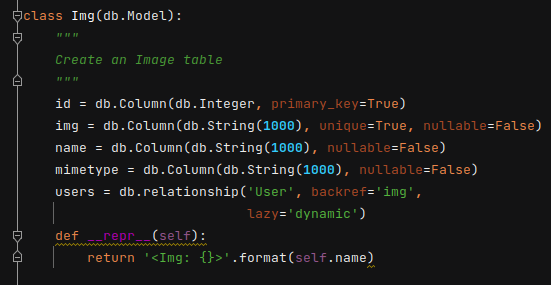 class Img(db.Model):
    """
    Create an Image table
    """
    id = db.Column(db.Integer, primary_key=True)
    img = db.Column(db.String(1000), unique=True, nullable=False)
    name = db.Column(db.String(1000), nullable=False)
    mimetype = db.Column(db.String(1000), nullable=False)
    users = db.relationship('User', backref='img',
                            lazy='dynamic')
    def __repr__(self):
        return '<Img: {}>'.format(self.name)